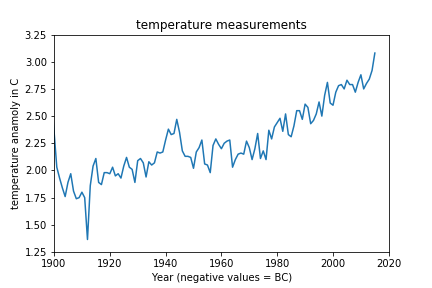 temperature measurements
3.25
3.00
2.75
2.50
2.25
2.00
1.75
1.50
1.25
temperature anamoly in C
1900 1920 1940 1960 1980 2000 2020
Year (negative values = BC)